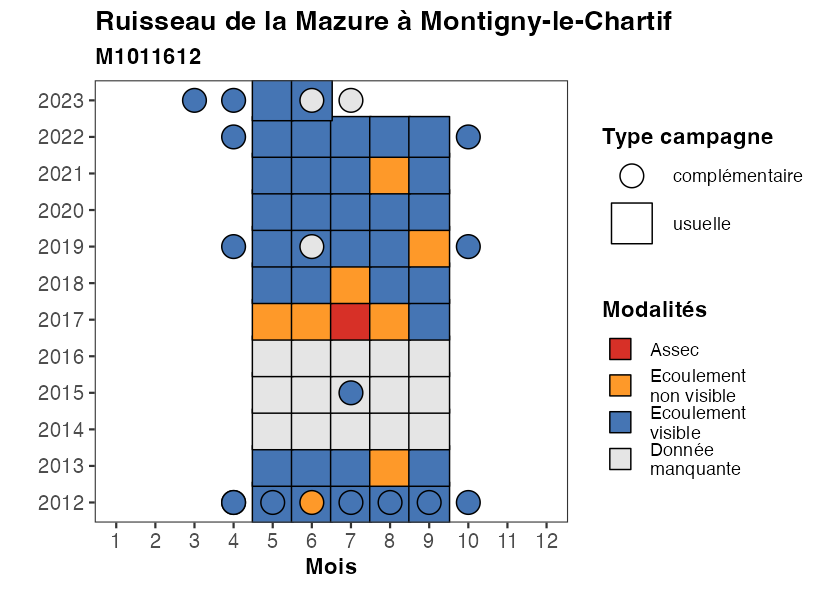 Ruisseau de la Mazure à Montigny-le-Chartif
M1011612
2023
2022
2021
2020
2019
2018
2017
2016
2015
2014
2013
2012
1 2 3 4 5 6 7 8 9 10 11 12
Mois
Type campagne
complémentaire
usuelle
Modalités
Assec
Ecoulement
non visible
Ecoulement
visible
Donnée
manquante